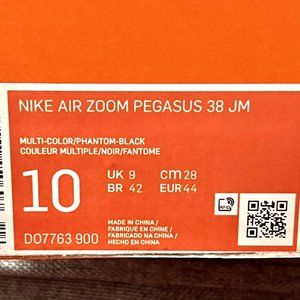 NIKE AIR ZOOM PEGASUS 38 JM
MULTI-COLOR/PHANTOM-BLACK
COULEUR MULTIPLE/NOIR/FANTOME
10
UK 9 CM 28
BR 42 EUR 44
MADE IN CHINA /
FABRIQUE EN CHINE /
FABRICADO NA CHINA /
HECHO EN CHINA
DO7763 900